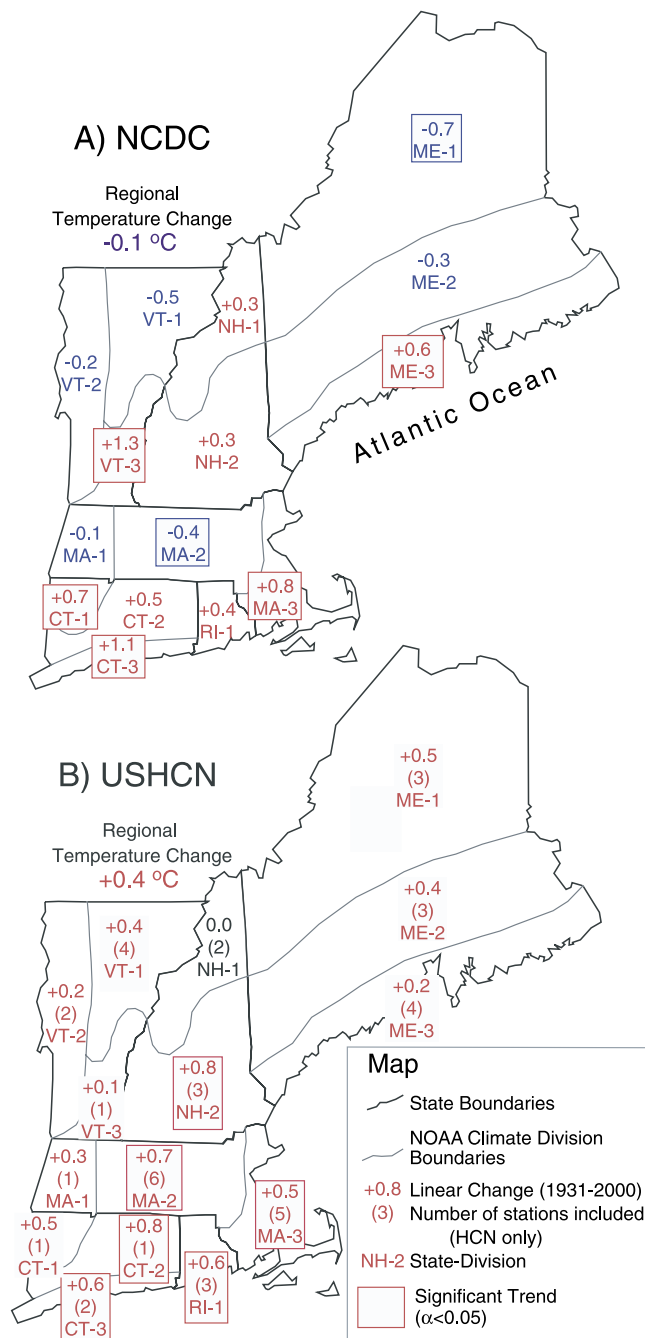 A) NCDC
Regional
Temperature Change
-0.1 ºC
-0.7
ME-1
-0.3
ME-2
+0.6
ME-3
Atlantic Ocean
-0.5
VT-1
+0.3
NH-1
-0.2
VT-2
+1.3
VT-3
+0.3
NH-2
-0.1
MA-1
-0.4
MA-2
+0.8
MA-3
+0.7
CT-1
+0.5
CT-2
+0.4
RI-1
+1.1
CT-3
B) USHCN
Regional
Temperature Change
+0.4 ºC
+0.5
(3)
ME-1
+0.4
(3)
ME-2
+0.2
(4)
ME-3
+0.4
(4)
VT-1
0.0
(2)
NH-1
+0.2
(2)
VT-2
+0.1
(1)
VT-3
+0.8
(3)
NH-2
+0.3
(1)
MA-1
+0.7
(6)
MA-2
+0.5
(5)
MA-3
+0.5
(1)
CT-1
+0.8
(1)
CT-2
+0.6
(3)
RI-1
+0.6
(2)
CT-3
Map
State Boundaries
NOAA Climate Division
Boundaries
+0.8 Linear Change (1931-2000)
(3) Number of stations included
(HCN only)
NH-2 State-Division
Significant Trend
(α<0.05)